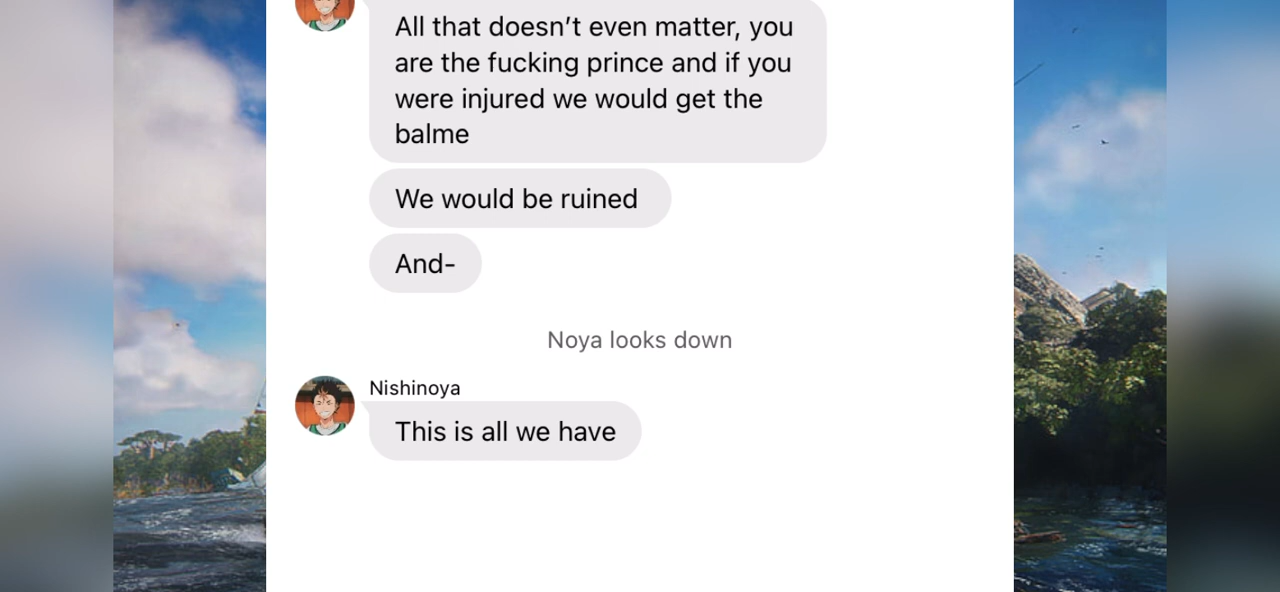 All that doesn’t even matter, you
are the fucking prince and if you
were injured we would get the
balme
We would be ruined
And-
Noya looks down
Nishinoya
This is all we have